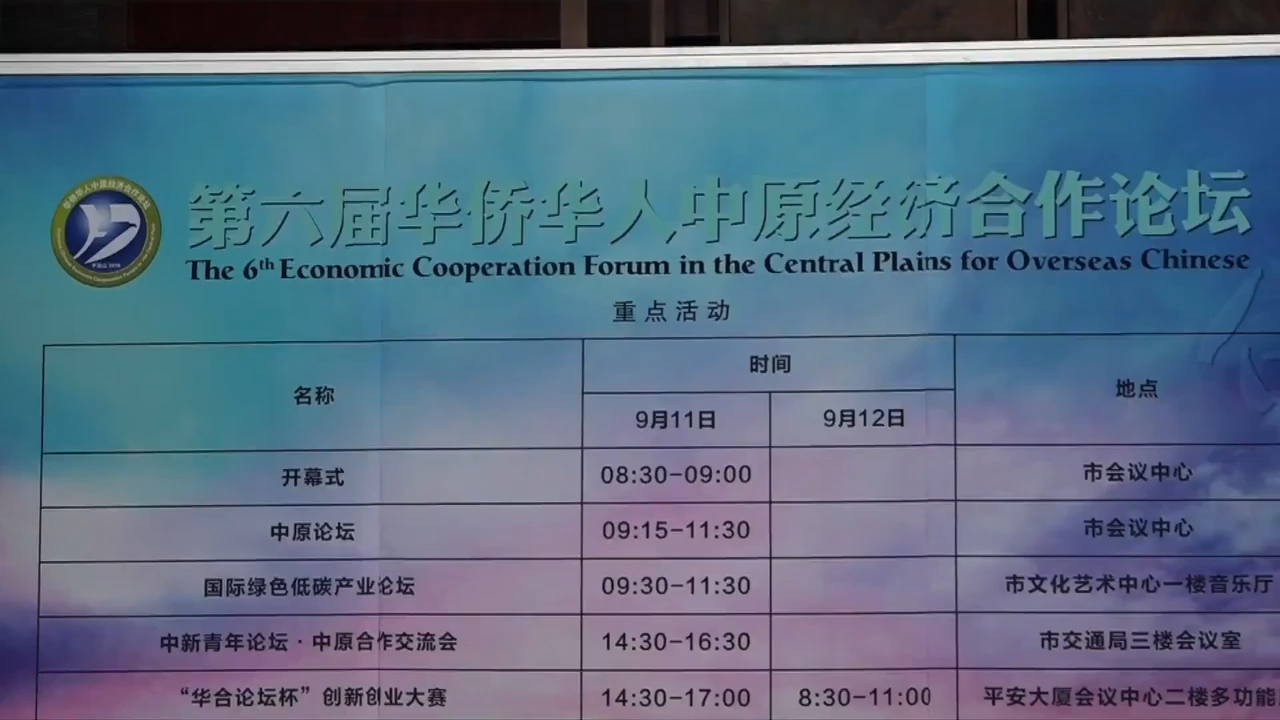 第六届华侨华人中原经济合作论坛
The 6th Economic Cooperation Forum in the Central Plains for Overseas Chinese
重点活动
名称 时间 地点
9月11日 9月12日
开幕式 08:30-09:00 市会议中心
中原论坛 09:15-11:30 市会议中心
国际绿色低碳产业论坛 09:30-11:30 市文化艺术中心一楼音乐厅
中新青年论坛·中原合作交流会 14:30-16:30 市交通局三楼会议室
“华合论坛杯”创新创业大赛 14:30-17:00 8:30-11:00 平安大厦会议中心二楼多功能